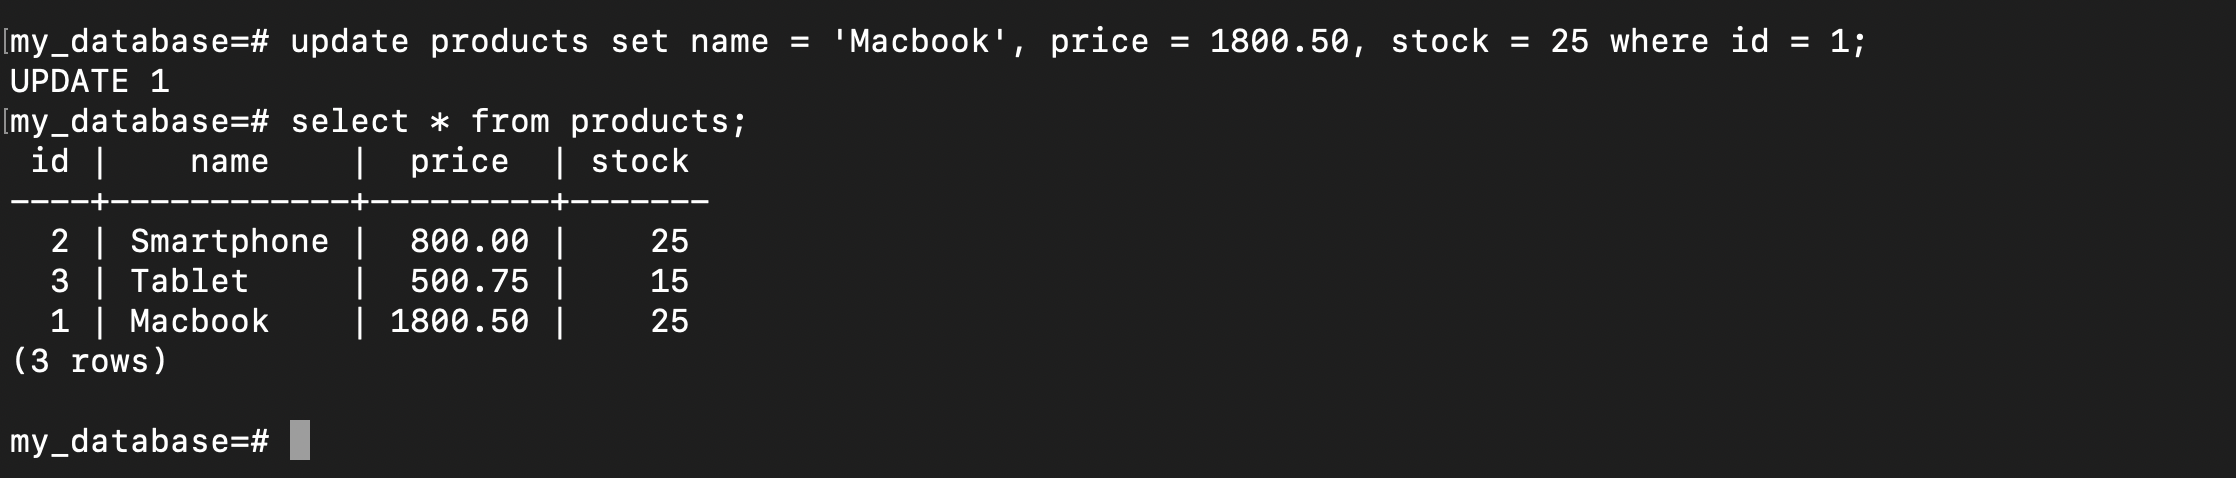 [my_database=# update products set name = 'Macbook', price = 1800.50, stock = 25 where id = 1;
UPDATE 1
[my_database=# select * from products;
 id |    name    |  price  | stock
----+------------+---------+-------
  2 | Smartphone |  800.00 |    25
  3 | Tablet     |  500.75 |    15
  1 | Macbook    | 1800.50 |    25
(3 rows)

my_database=#